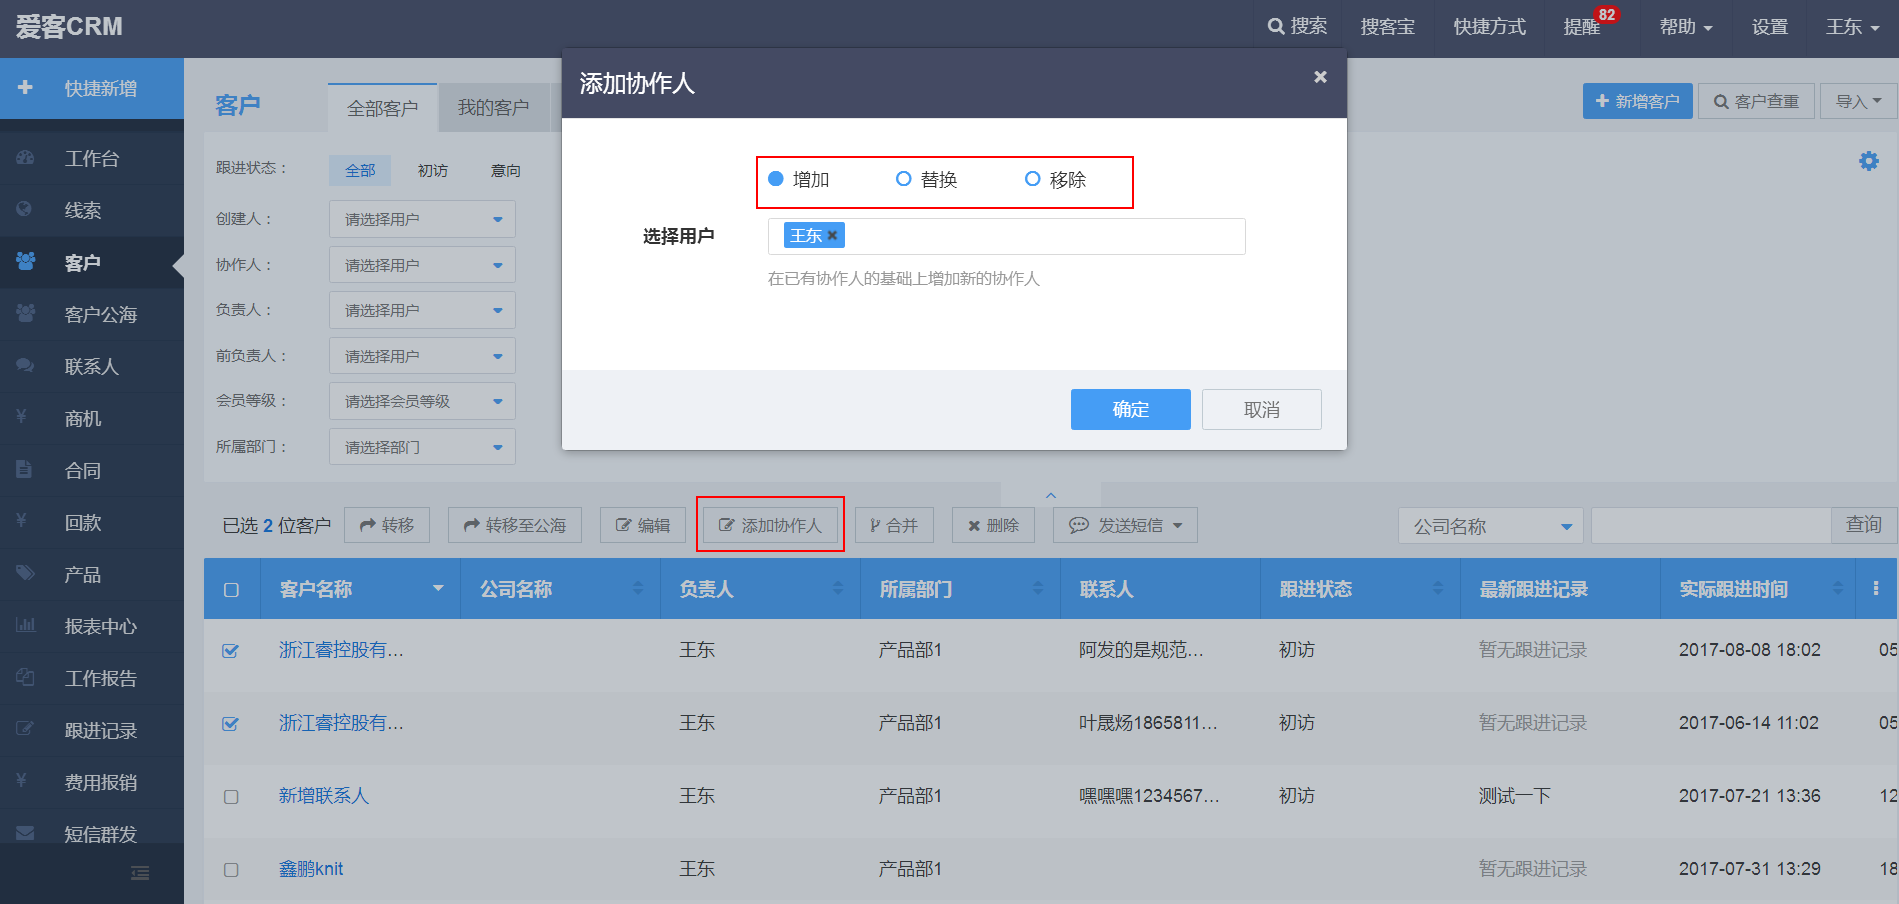 爱客CRM
搜索 搜客宝 快捷方式 提醒 82 帮助 设置 王东
快捷新增
工作台
线索
客户
客户公海
联系人
商机
合同
回款
产品
报表中心
工作报告
跟进记录
费用报销
短信群发
客户 全部客户 我的客户
新增客户 客户查重 导入
跟进状态： 全部 初访 意向
创建人： 请选择用户
协作人： 请选择用户
负责人： 请选择用户
前负责人： 请选择用户
会员等级： 请选择会员等级
所属部门： 请选择部门
添加协作人
增加 替换 移除
选择用户 王东
在已有协作人的基础上增加新的协作人
确定 取消
已选 2 位客户 转移 转移至公海 编辑 添加协作人 合并 删除 发送短信 公司名称 查询
客户名称 公司名称 负责人 所属部门 联系人 跟进状态 最新跟进记录 实际跟进时间
浙江睿控股有... 王东 产品部1 阿发的是规范... 初访 暂无跟进记录 2017-08-08 18:02 05
浙江睿控股有... 王东 产品部1 叶晟炀1865811... 初访 暂无跟进记录 2017-06-14 11:02 05
新增联系人 王东 产品部1 嘿嘿嘿1234567... 初访 测试一下 2017-07-21 13:36 12
鑫鹏knit 王东 产品部1 暂无跟进记录 2017-07-31 13:29 18